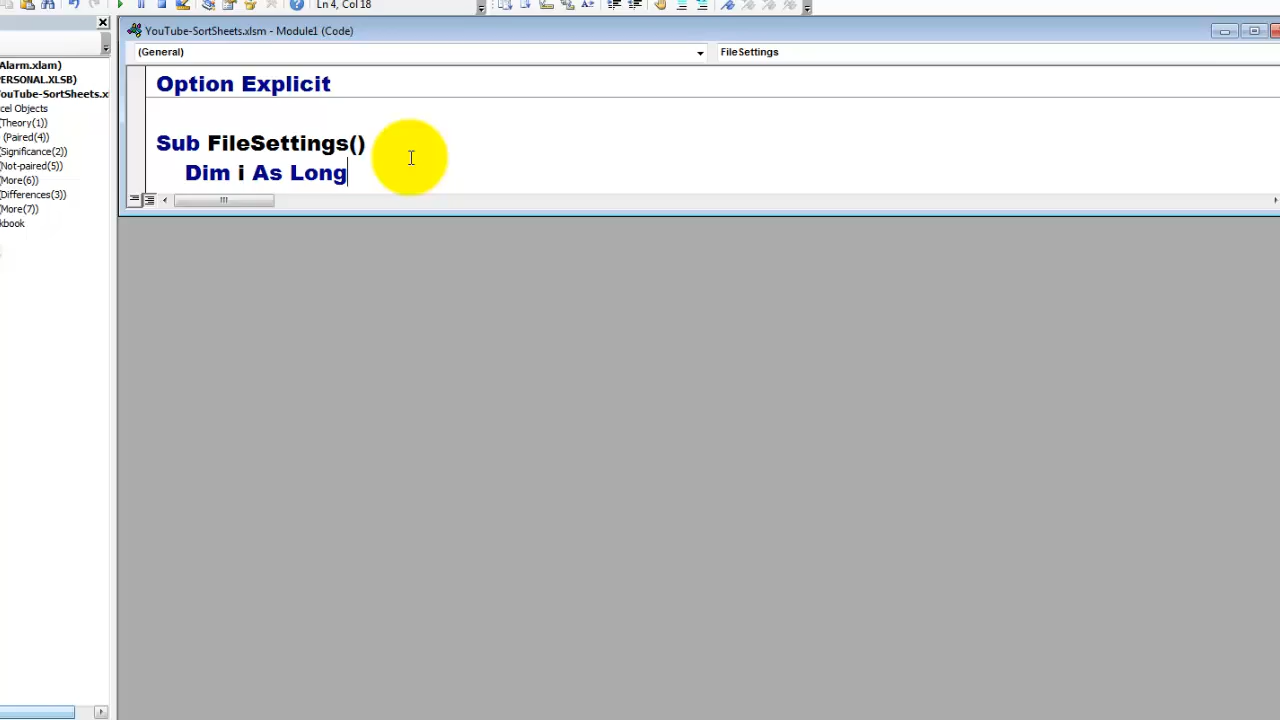 Ln 4, Col 18
YouTube-SortSheets.xlsm - Module1 (Code)
(General)
FileSettings
Alarm.xlam)
PERSONAL.XLSB)
YouTube-SortSheets.x
cel Objects
(Theory(1))
(Paired(4))
(Significance(2))
(Not-paired(5))
(More(6))
(Differences(3))
(More(7))
kbook
Option Explicit
Sub FileSettings()
Dim i As Long